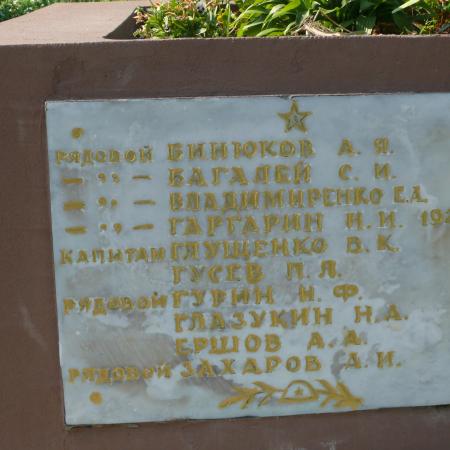 РЯДОВОЙ БИНЮКОВ А. Я.
— „ — БАГАЛЕЙ С. И.
— „ — ВЛАДИМИРЕНКО Е.Д.
— „ — ГАРГАРИН Н. И.
КАПИТАН ГЛУЩЕНКО В. К.
ГУСЕВ П. Л.
РЯДОВОЙ ГУРИН Н. Ф.
ГЛАЗУКИН Н. А.
ЕРШОВ А. А.
РЯДОВОЙ ЗАХАРОВ Д. И.